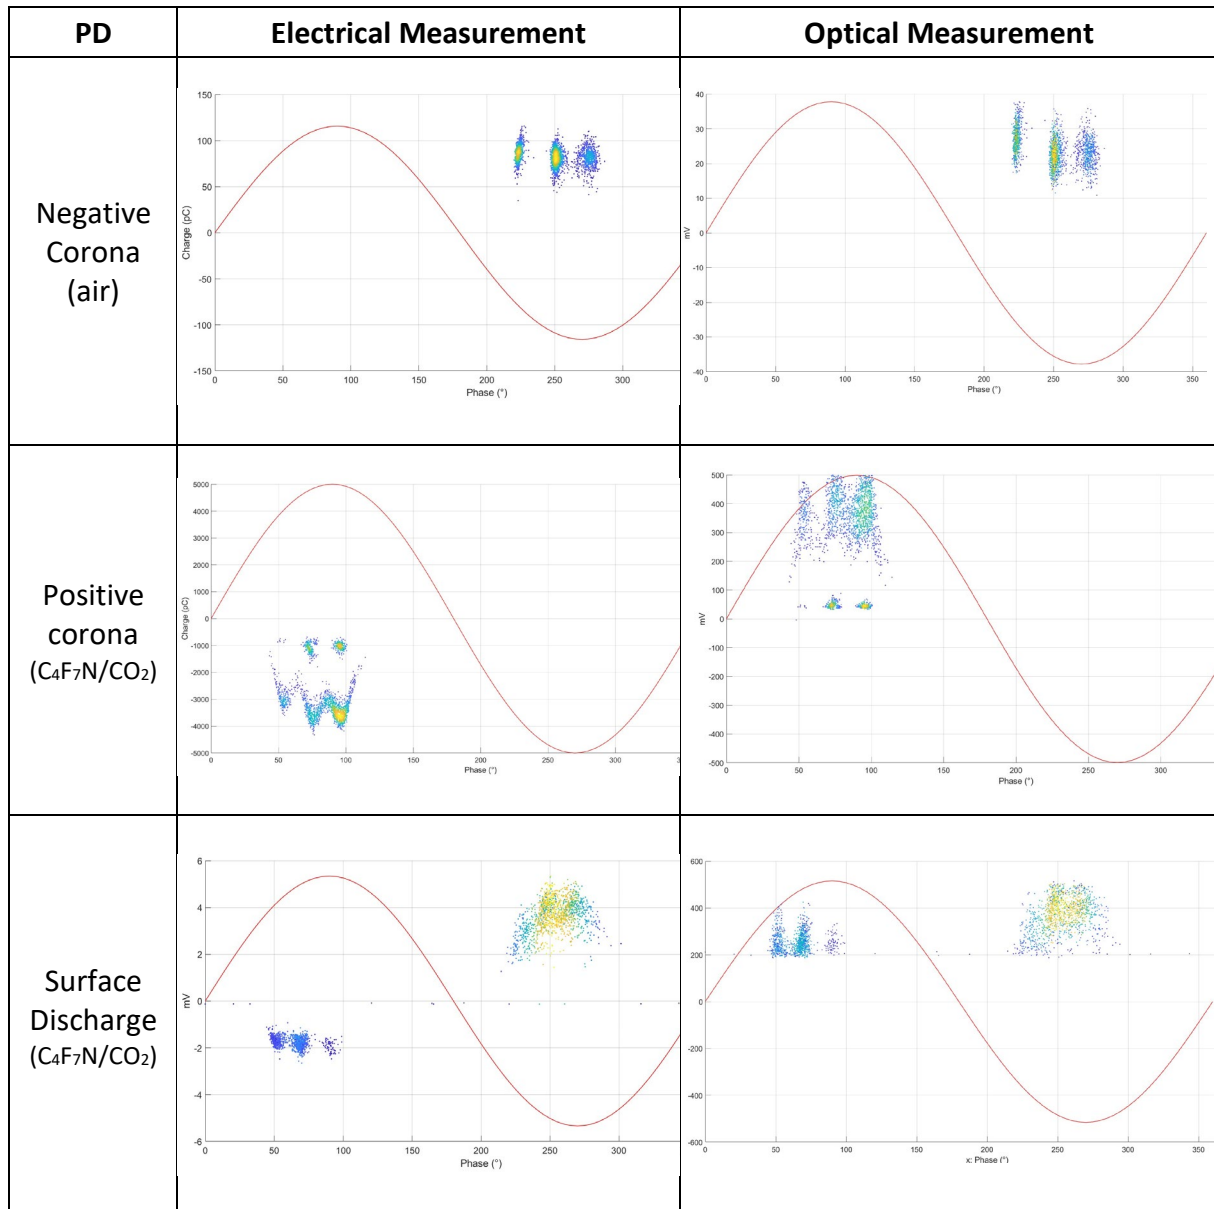 PD
Electrical Measurement
Optical Measurement
Negative
Corona
(air)
150
100
50
0
-50
-100
-150
Charge (pC)
0 50 100 150 200 250 300
Phase (°)
40
30
20
10
0
-10
-20
-30
-40
mV
0 50 100 150 200 250 300 350
Phase (°)
Positive
corona
(C₄F₇N/CO₂)
5000
4000
3000
2000
1000
0
-1000
-2000
-3000
-4000
-5000
Charge (pC)
0 50 100 150 200 250 300
Phase (°)
500
400
300
200
100
0
-100
-200
-300
-400
-500
mV
0 50 100 150 200 250 300
Phase (°)
Surface
Discharge
(C₄F₇N/CO₂)
6
4
2
0
-2
-4
-6
mV
0 50 100 150 200 250 300
Phase (°)
600
400
200
0
-200
-400
-600
0 50 100 150 200 250 300 350
x: Phase (°)